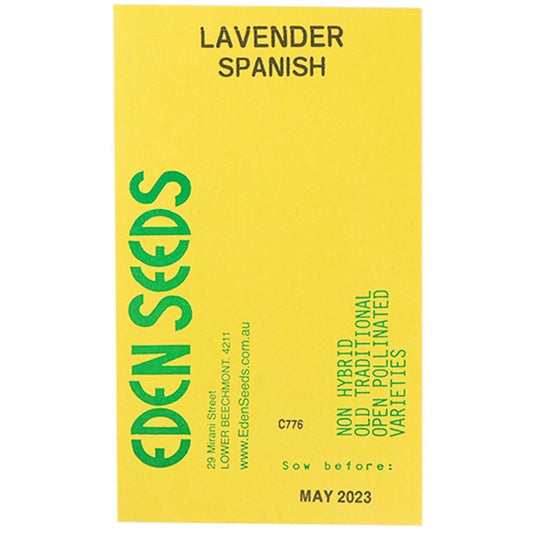 LAVENDER
SPANISH
EDEN SEEDS
29 Mirani Street
LOWER BEECHMONT. 4211
www.EdenSeeds.com.au
C776
NON HYBRID
OLD TRADITIONAL
OPEN POLLINATED
VARIETIES
Sow before:
MAY 2023